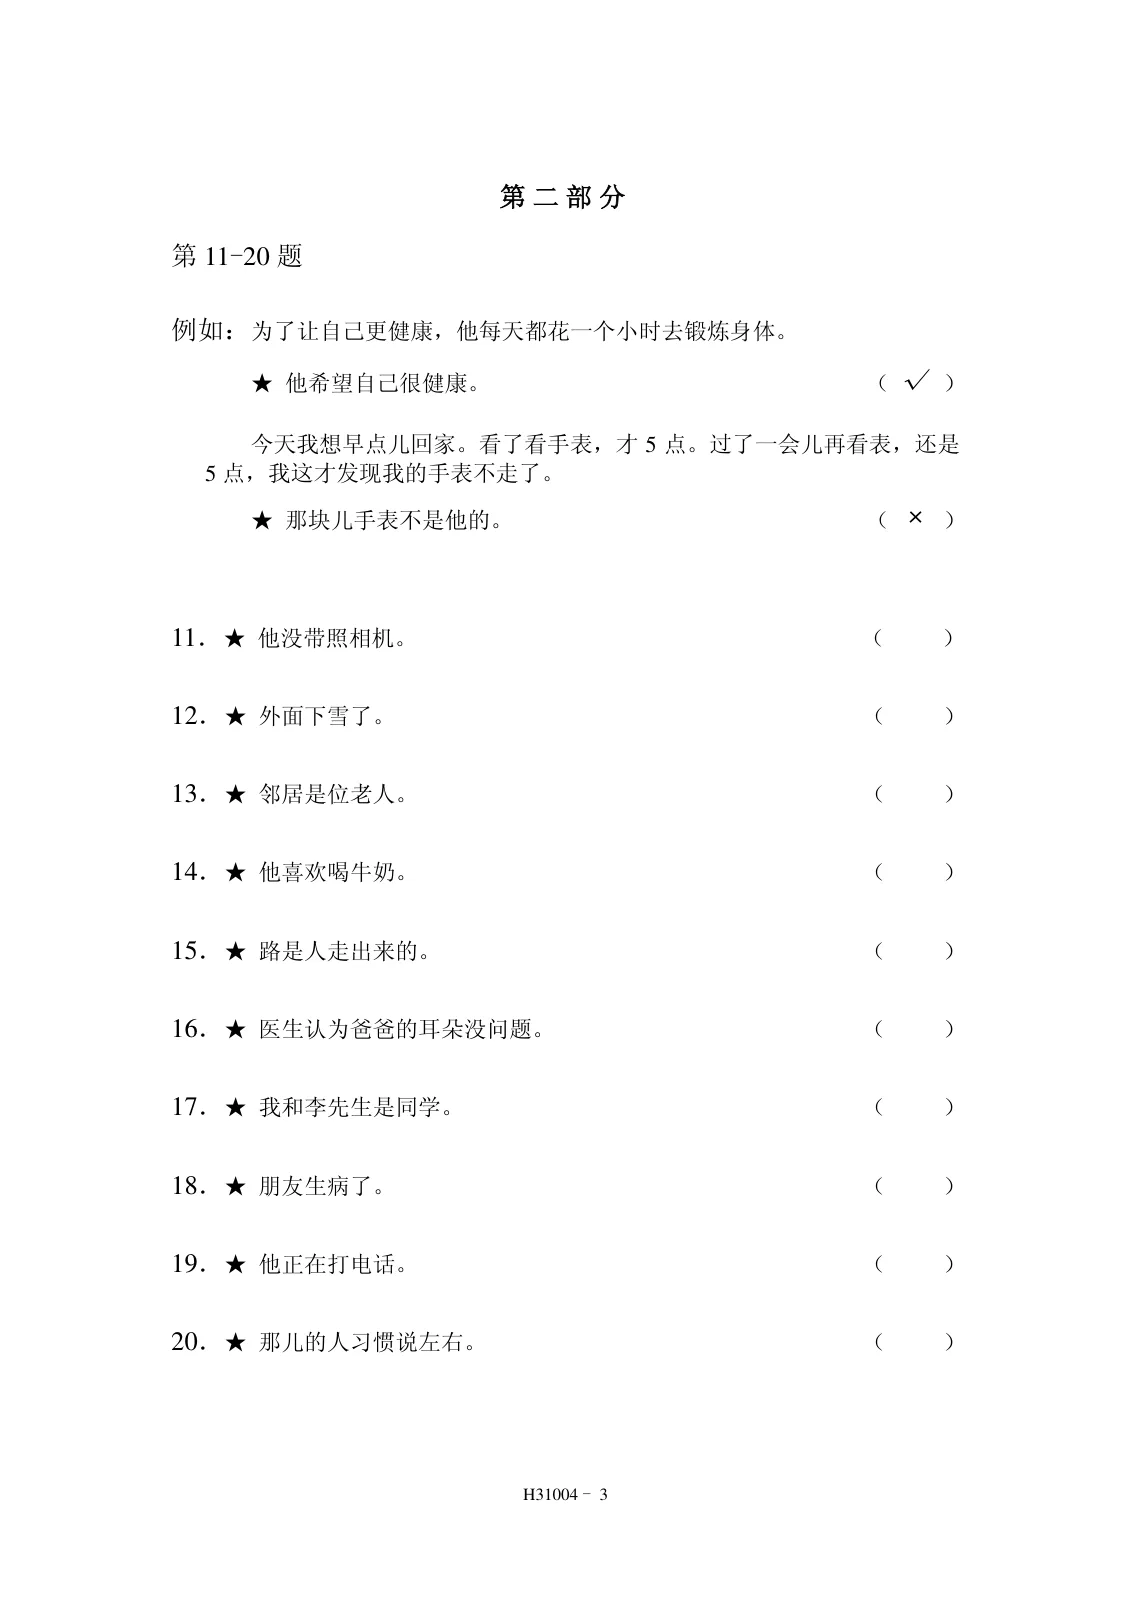 第二部分
第 11-20 题
例如：为了让自己更健康，他每天都花一个小时去锻炼身体。
★ 他希望自己很健康。 （ √ ）
今天我想早点儿回家。看了看手表，才 5 点。过了一会儿再看表，还是
5 点，我这才发现我的手表不走了。
★ 那块儿手表不是他的。 （ × ）
11．★ 他没带照相机。 （ ）
12．★ 外面下雪了。 （ ）
13．★ 邻居是位老人。 （ ）
14．★ 他喜欢喝牛奶。 （ ）
15．★ 路是人走出来的。 （ ）
16．★ 医生认为爸爸的耳朵没问题。 （ ）
17．★ 我和李先生是同学。 （ ）
18．★ 朋友生病了。 （ ）
19．★ 他正在打电话。 （ ）
20．★ 那儿的人习惯说左右。 （ ）
H31004 - 3